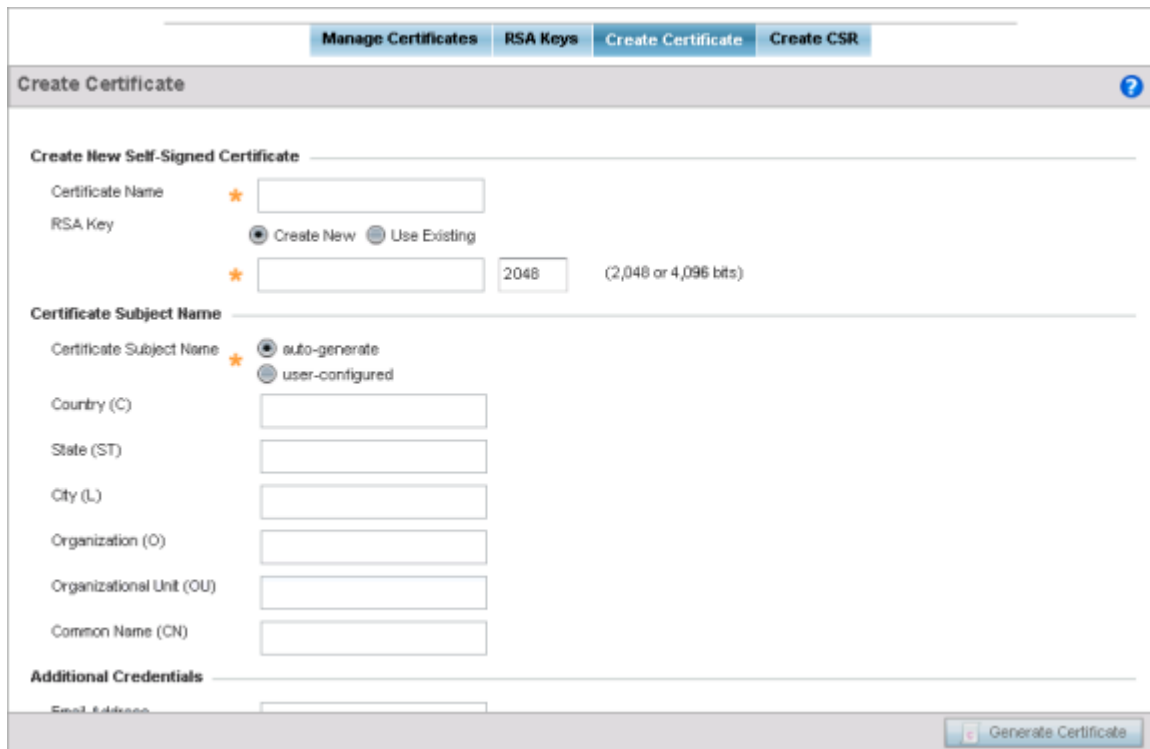 Manage Certificates RSA Keys Create Certificate Create CSR
Create Certificate ?
Create New Self-Signed Certificate
Certificate Name *
RSA Key
Create New Use Existing
* 2048 (2,048 or 4,096 bits)
Certificate Subject Name
Certificate Subject Name * auto-generate
user-configured
Country (C)
State (ST)
City (L)
Organization (O)
Organizational Unit (OU)
Common Name (CN)
Additional Credentials
Email Address
Generate Certificate